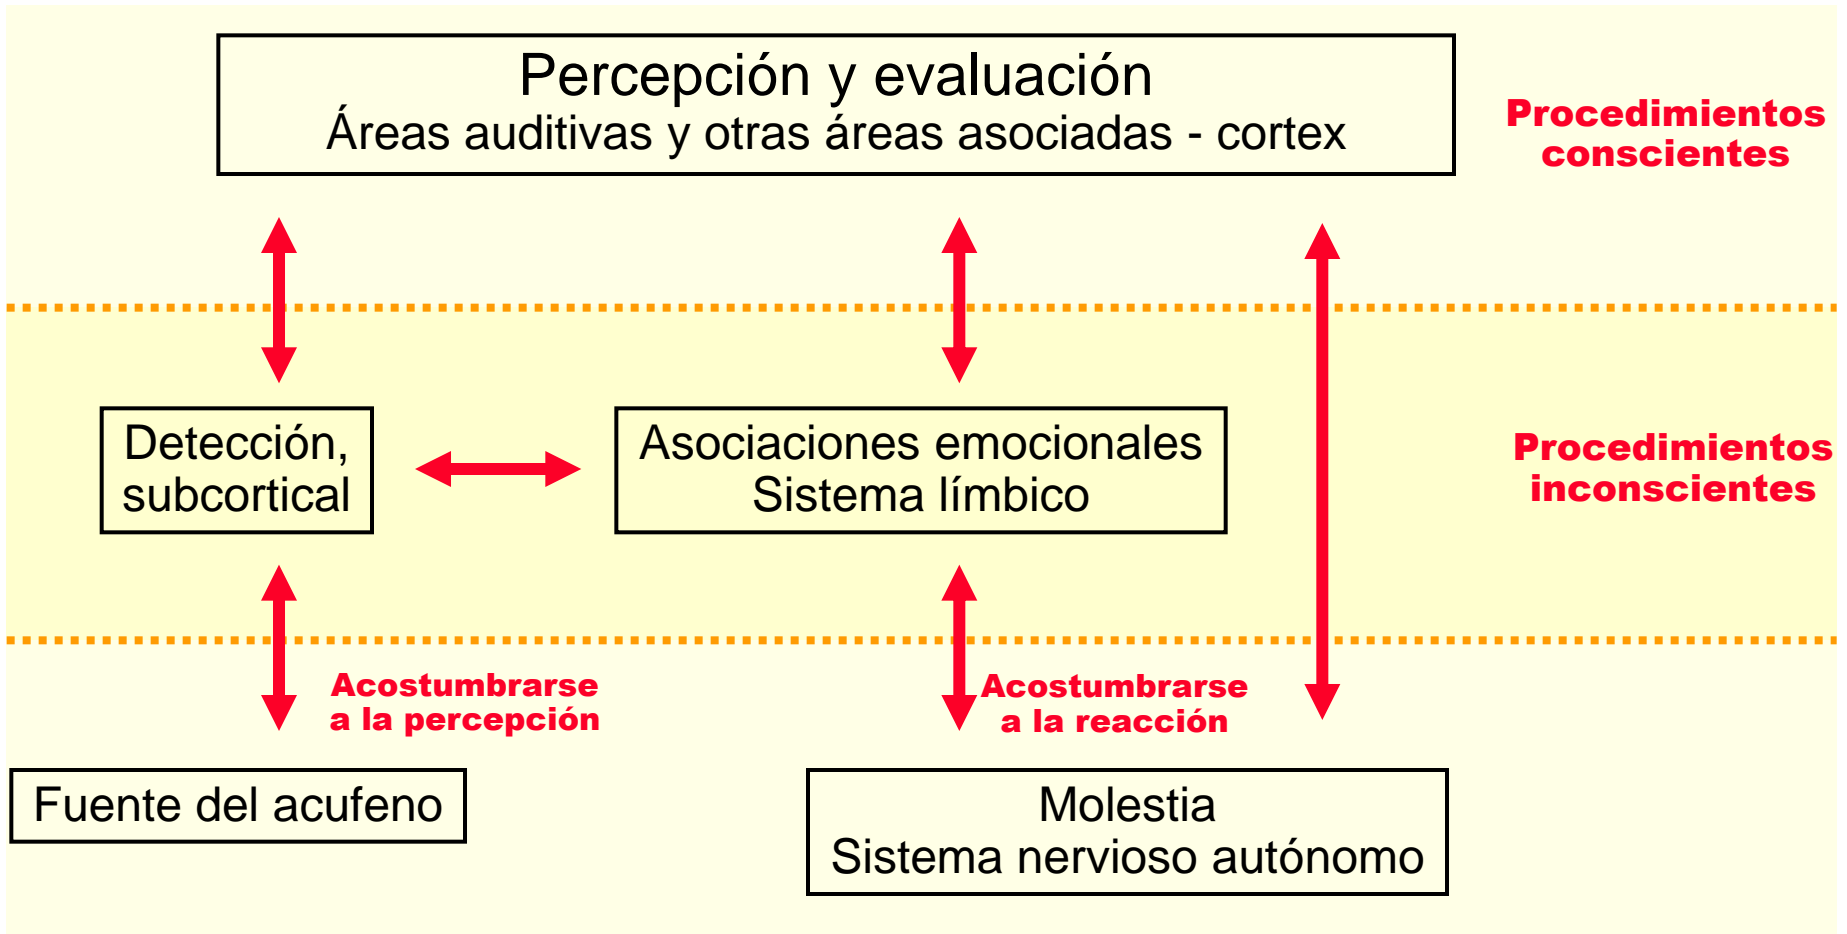 Percepción y evaluación
Áreas auditivas y otras áreas asociadas - cortex
Procedimientos
conscientes
Detección,
subcortical
Asociaciones emocionales
Sistema límbico
Procedimientos
inconscientes
Acostumbrarse
a la percepción
Acostumbrarse
a la reacción
Fuente del acufeno
Molestia
Sistema nervioso autónomo